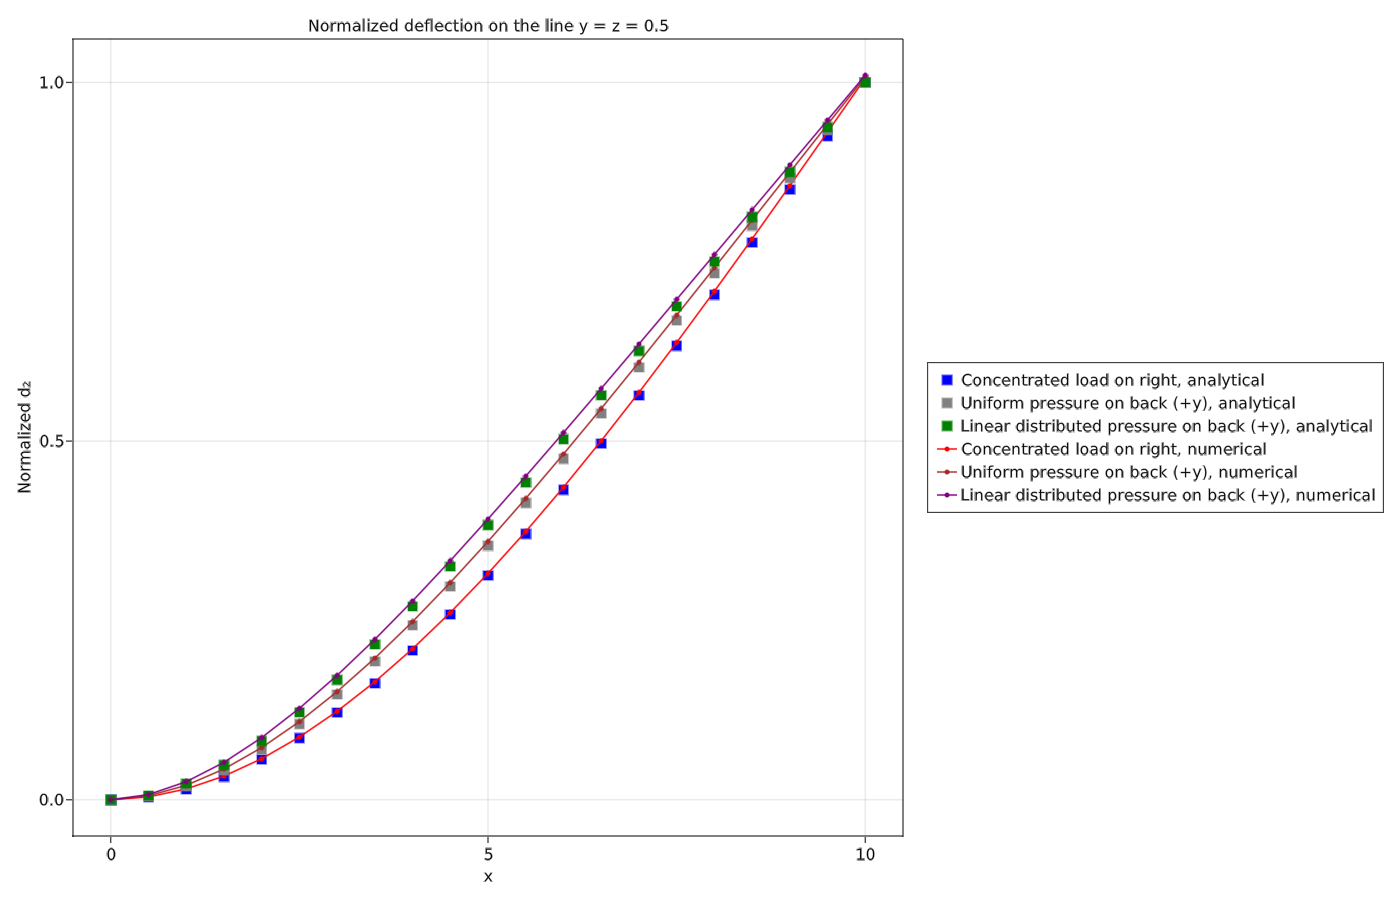 Normalized deflection on the line y = z = 0.5
1.0
0.5
0.0
Normalized d₂
0
5
10
x
Concentrated load on right, analytical
Uniform pressure on back (+y), analytical
Linear distributed pressure on back (+y), analytical
Concentrated load on right, numerical
Uniform pressure on back (+y), numerical
Linear distributed pressure on back (+y), numerical